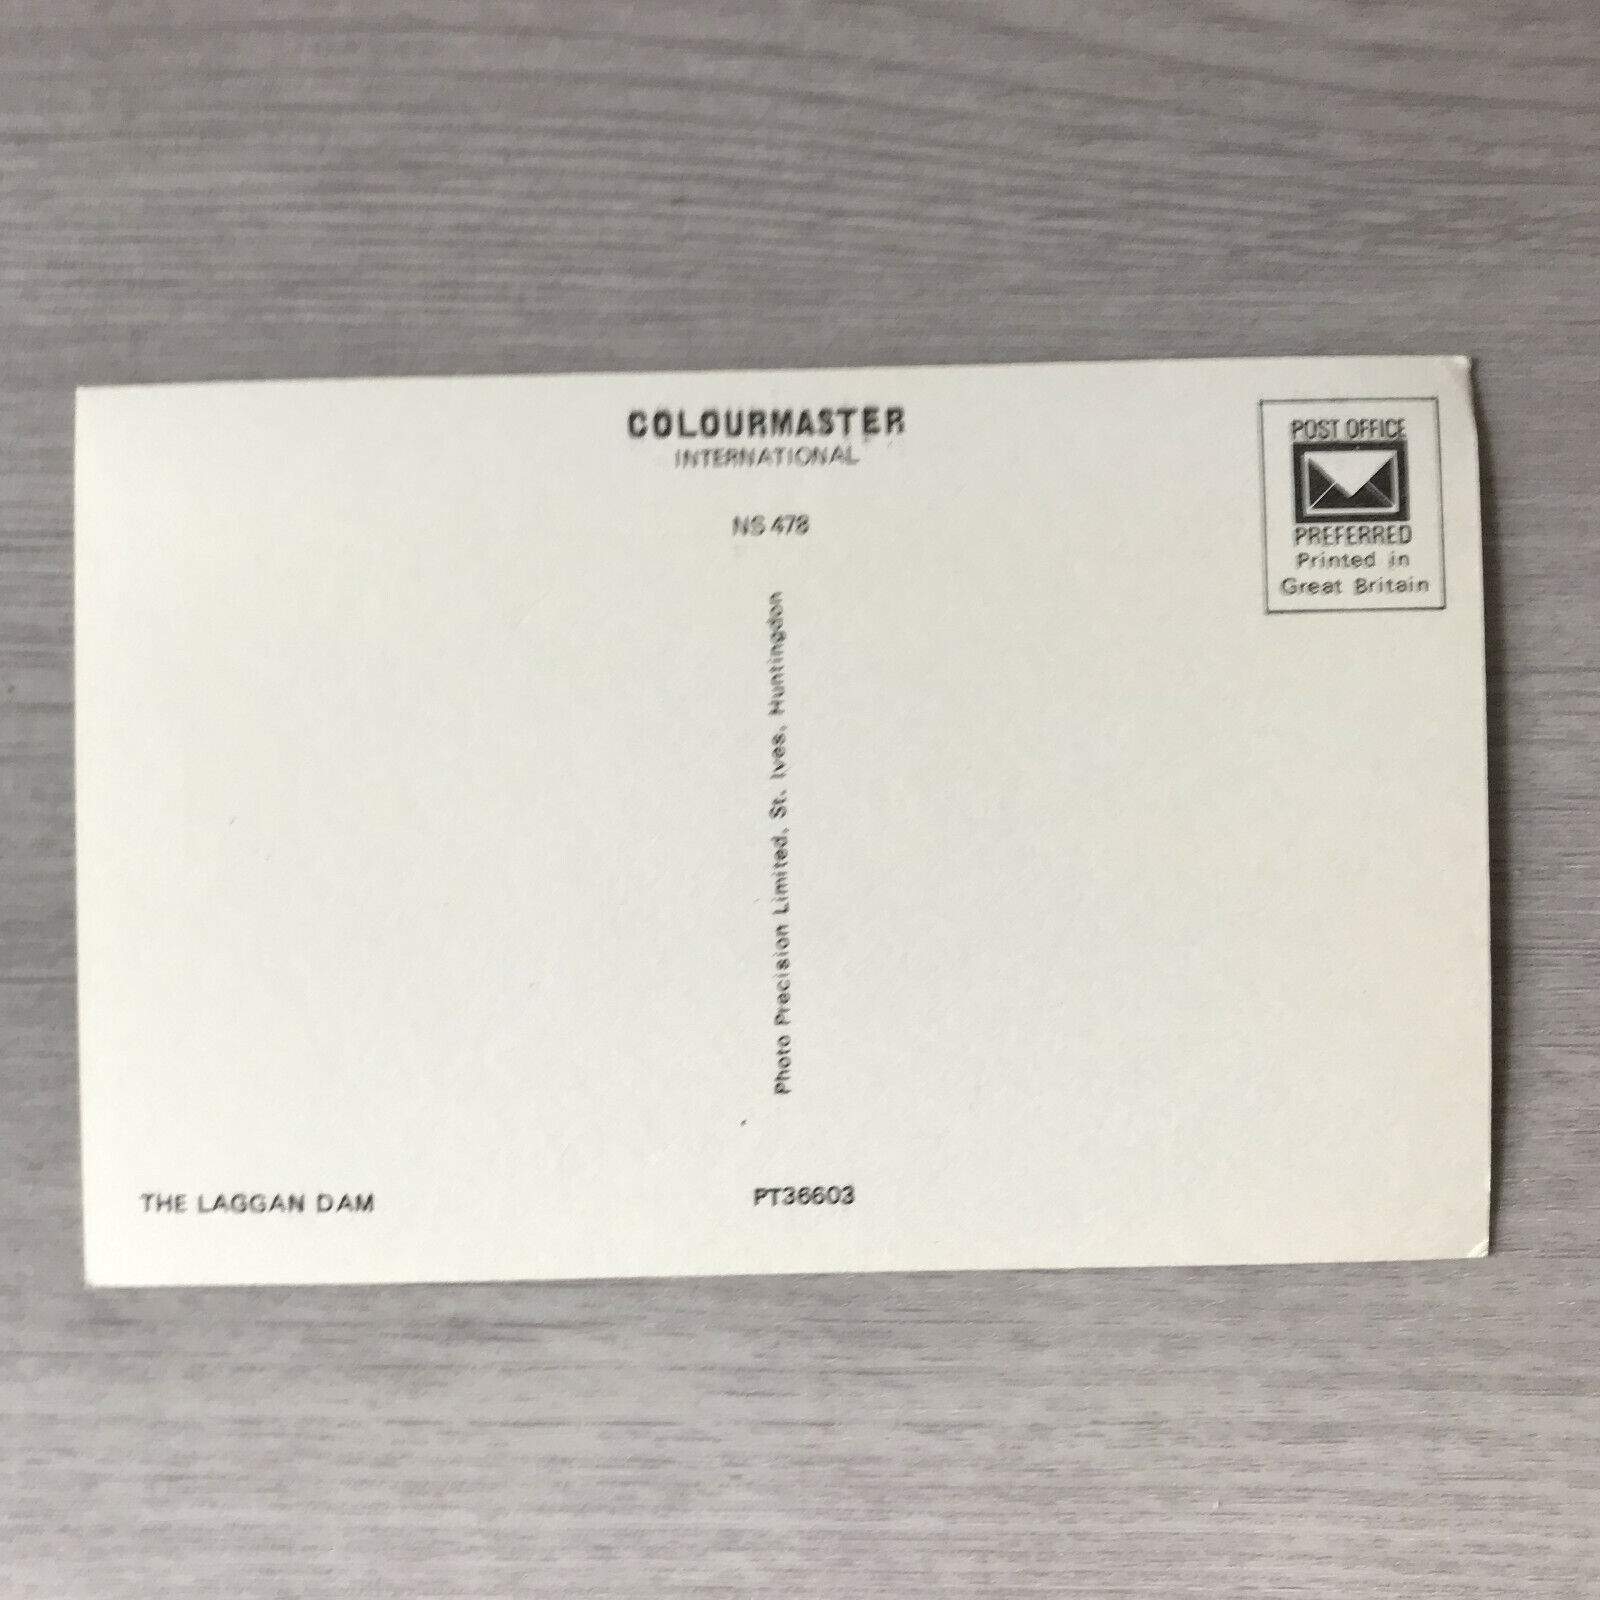 COLOURMASTER
INTERNATIONAL
NS 478
Photo Precision Limited, St. Ives, Huntingdon
POST OFFICE
PREFERRED
Printed in
Great Britain
THE LAGGAN DAM
PT36603